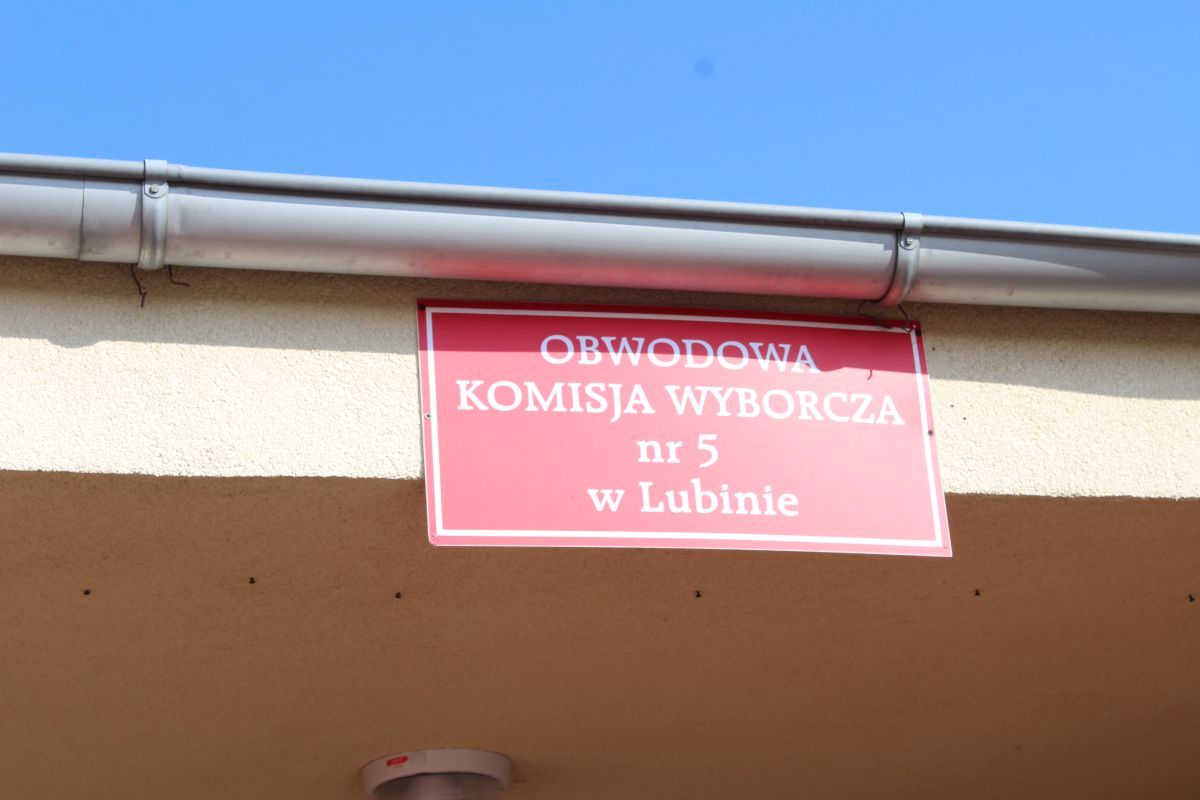 OBWODOWA
KOMISJA WYBORCZA
nr 5
w Lubinie